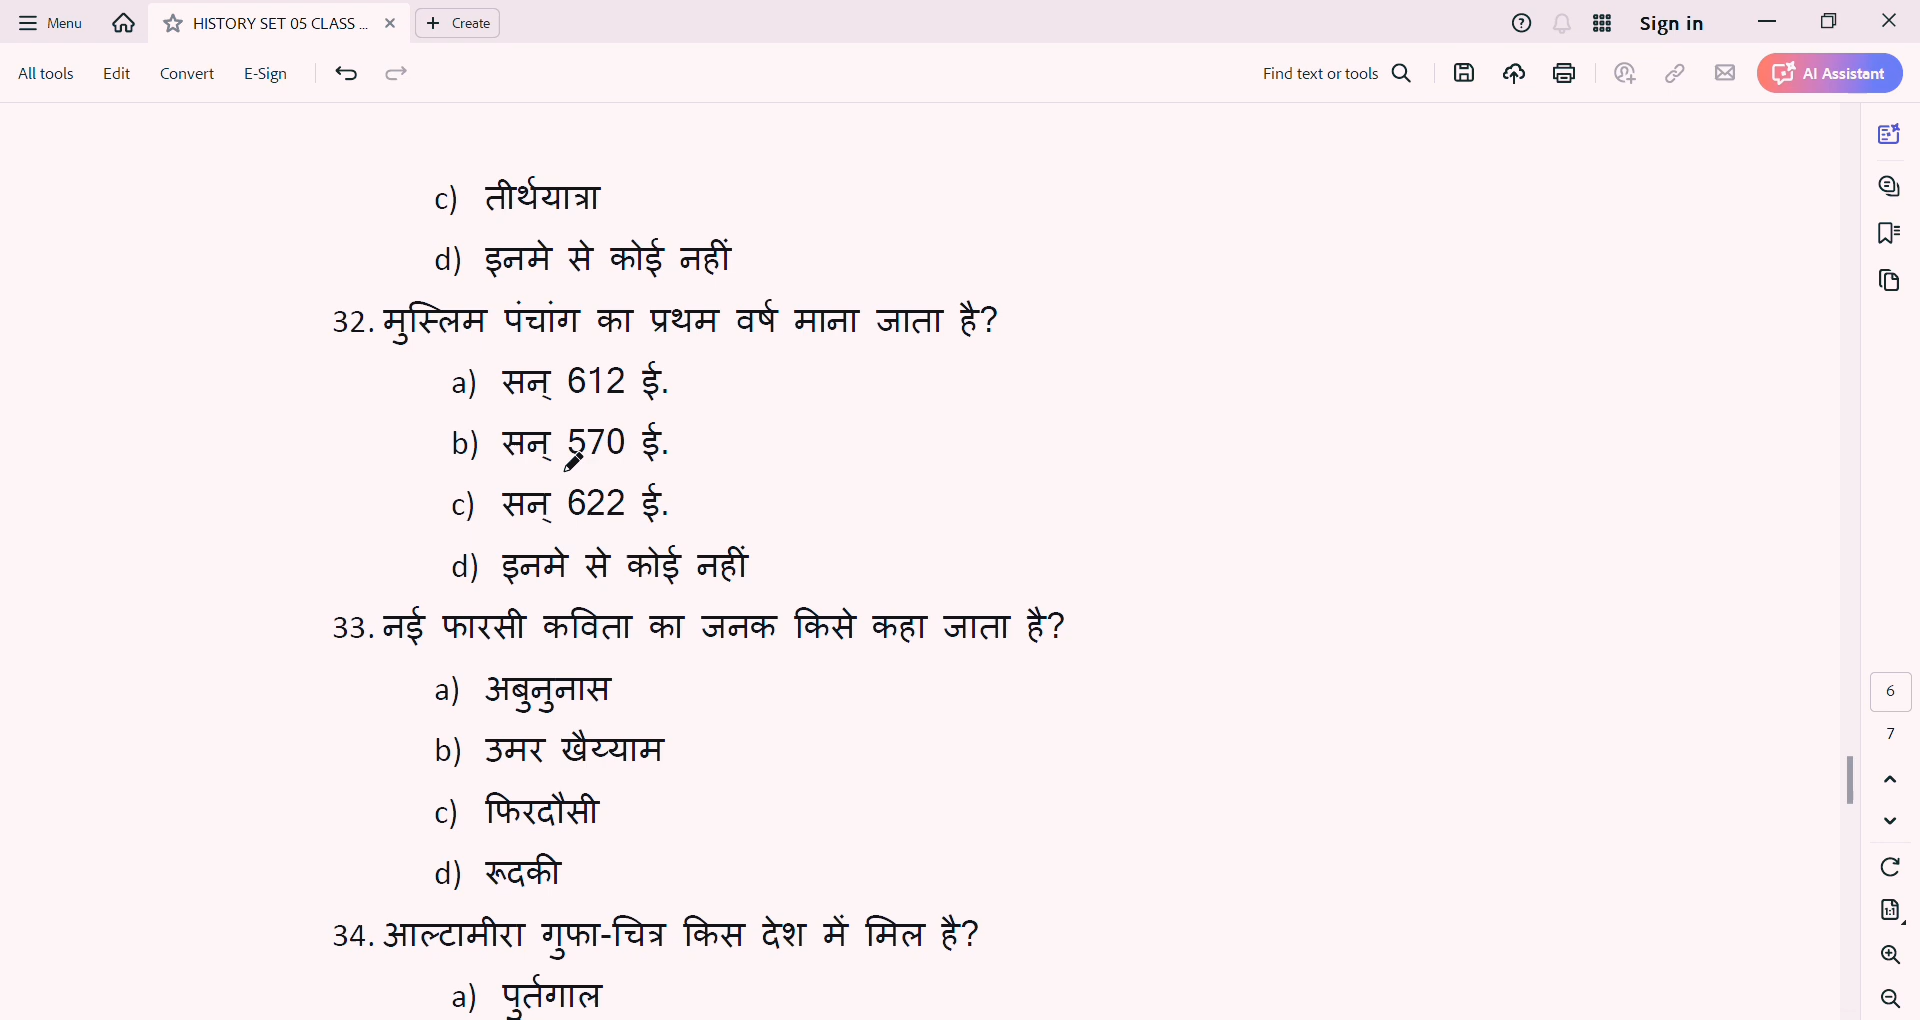 Menu
HISTORY SET 05 CLASS ...
Create
Sign in
All tools
Edit
Convert
E-Sign
Find text or tools
AI Assistant
c) तीर्थयात्रा
d) इनमे से कोई नहीं
32. मुस्लिम पंचांग का प्रथम वर्ष माना जाता है?
a) सन् 612 ई.
b) सन् 570 ई.
c) सन् 622 ई.
d) इनमे से कोई नहीं
33. नई फारसी कविता का जनक किसे कहा जाता है?
a) अबुनुनास
b) उमर खैय्याम
c) फिरदौसी
d) रूदकी
34. आल्टामीरा गुफा-चित्र किस देश में मिल है?
a) पुर्तगाल
6
7
1:1